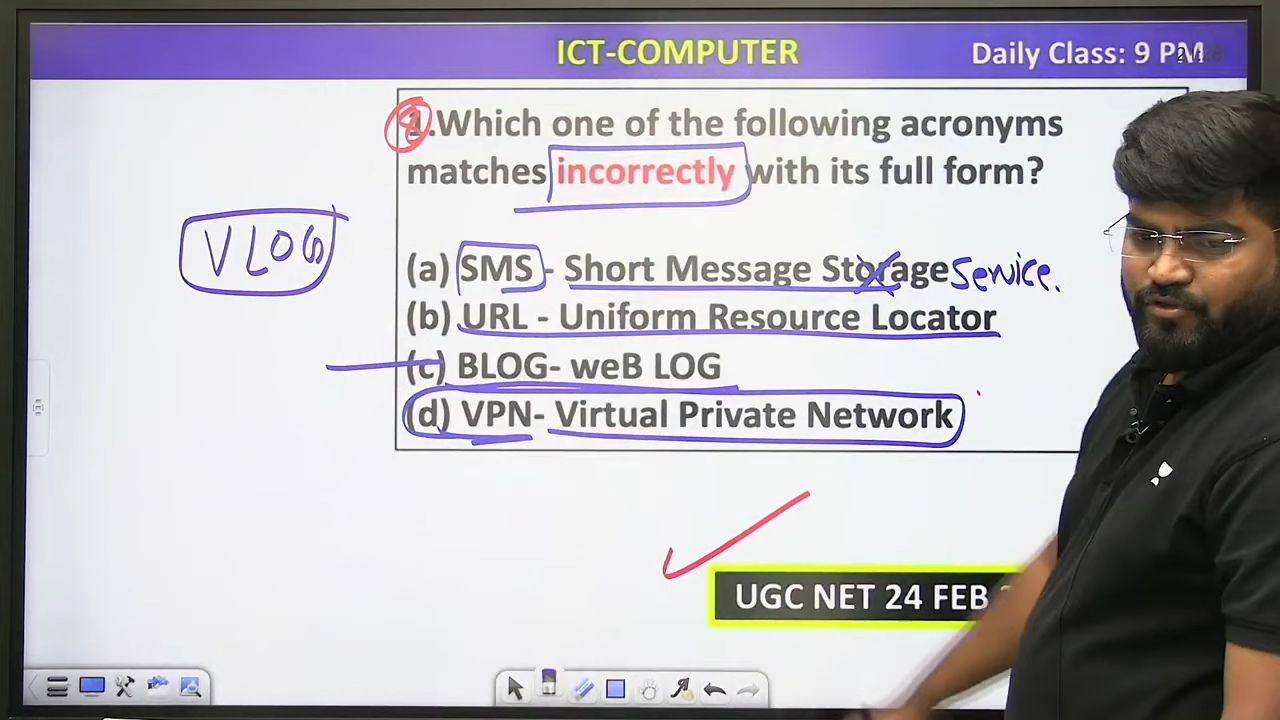 ICT-COMPUTER
Daily Class: 9 PM
1.Which one of the following acronyms
matches incorrectly with its full form?
VLOG
(a) SMS - Short Message Storage Service.
(b) URL - Uniform Resource Locator
(c) BLOG- weB LOG
(d) VPN- Virtual Private Network
UGC NET 24 FEB